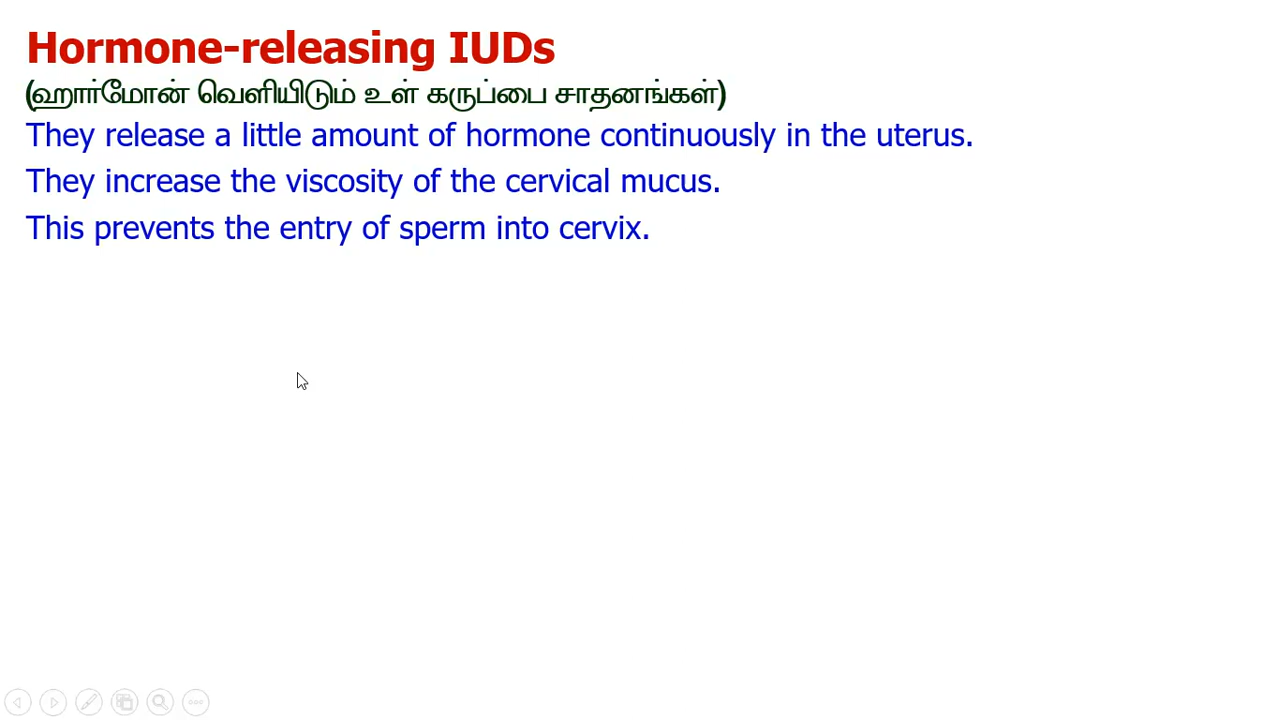 Hormone-releasing IUDs
(ஹார்மோன் வெளியிடும் உள் கருப்பை சாதனங்கள்)
They release a little amount of hormone continuously in the uterus.
They increase the viscosity of the cervical mucus.
This prevents the entry of sperm into cervix.